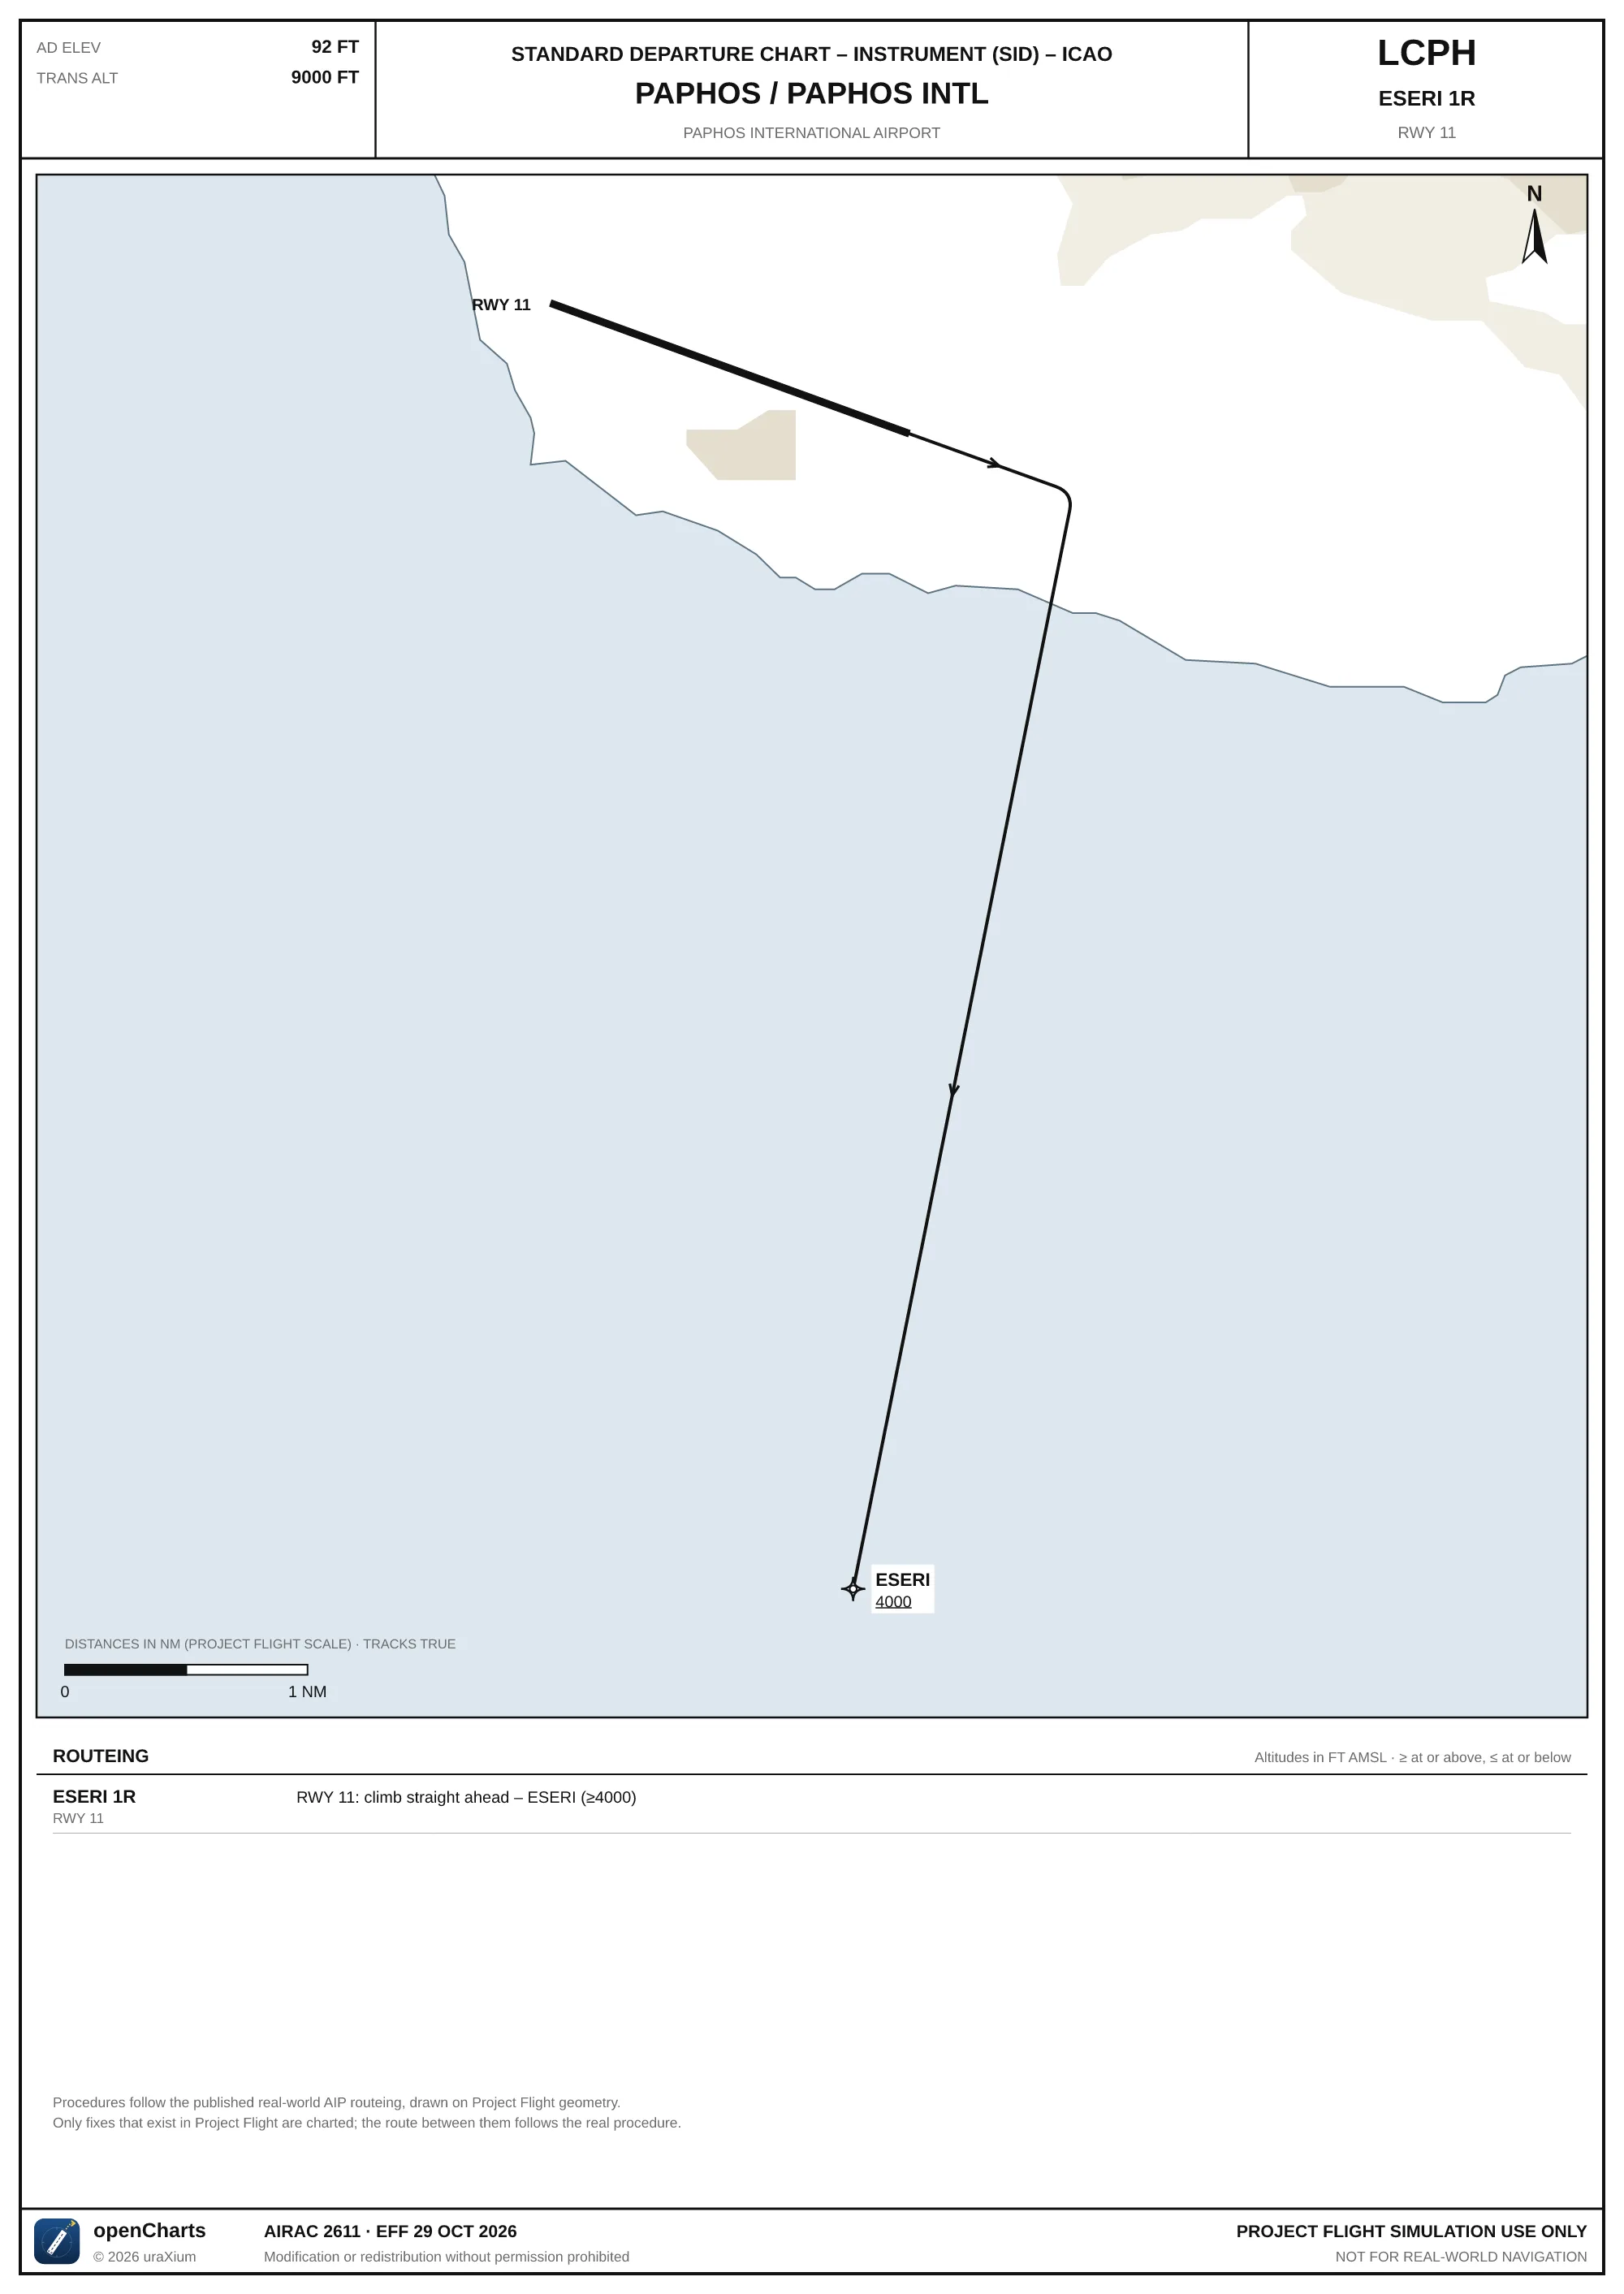 AD ELEV 92 FT
TRANS ALT 9000 FT
STANDARD DEPARTURE CHART – INSTRUMENT (SID) – ICAO
PAPHOS / PAPHOS INTL
PAPHOS INTERNATIONAL AIRPORT
LCPH
ESERI 1R
RWY 11
N
RWY 11
ESERI
4000
DISTANCES IN NM (PROJECT FLIGHT SCALE) · TRACKS TRUE
0 1 NM
ROUTEING
Altitudes in FT AMSL · ≥ at or above, ≤ at or below
ESERI 1R
RWY 11: climb straight ahead – ESERI (≥4000)
RWY 11
Procedures follow the published real-world AIP routeing, drawn on Project Flight geometry.
Only fixes that exist in Project Flight are charted; the route between them follows the real procedure.
openCharts
© 2026 uraXium
AIRAC 2611 · EFF 29 OCT 2026
Modification or redistribution without permission prohibited
PROJECT FLIGHT SIMULATION USE ONLY
NOT FOR REAL-WORLD NAVIGATION